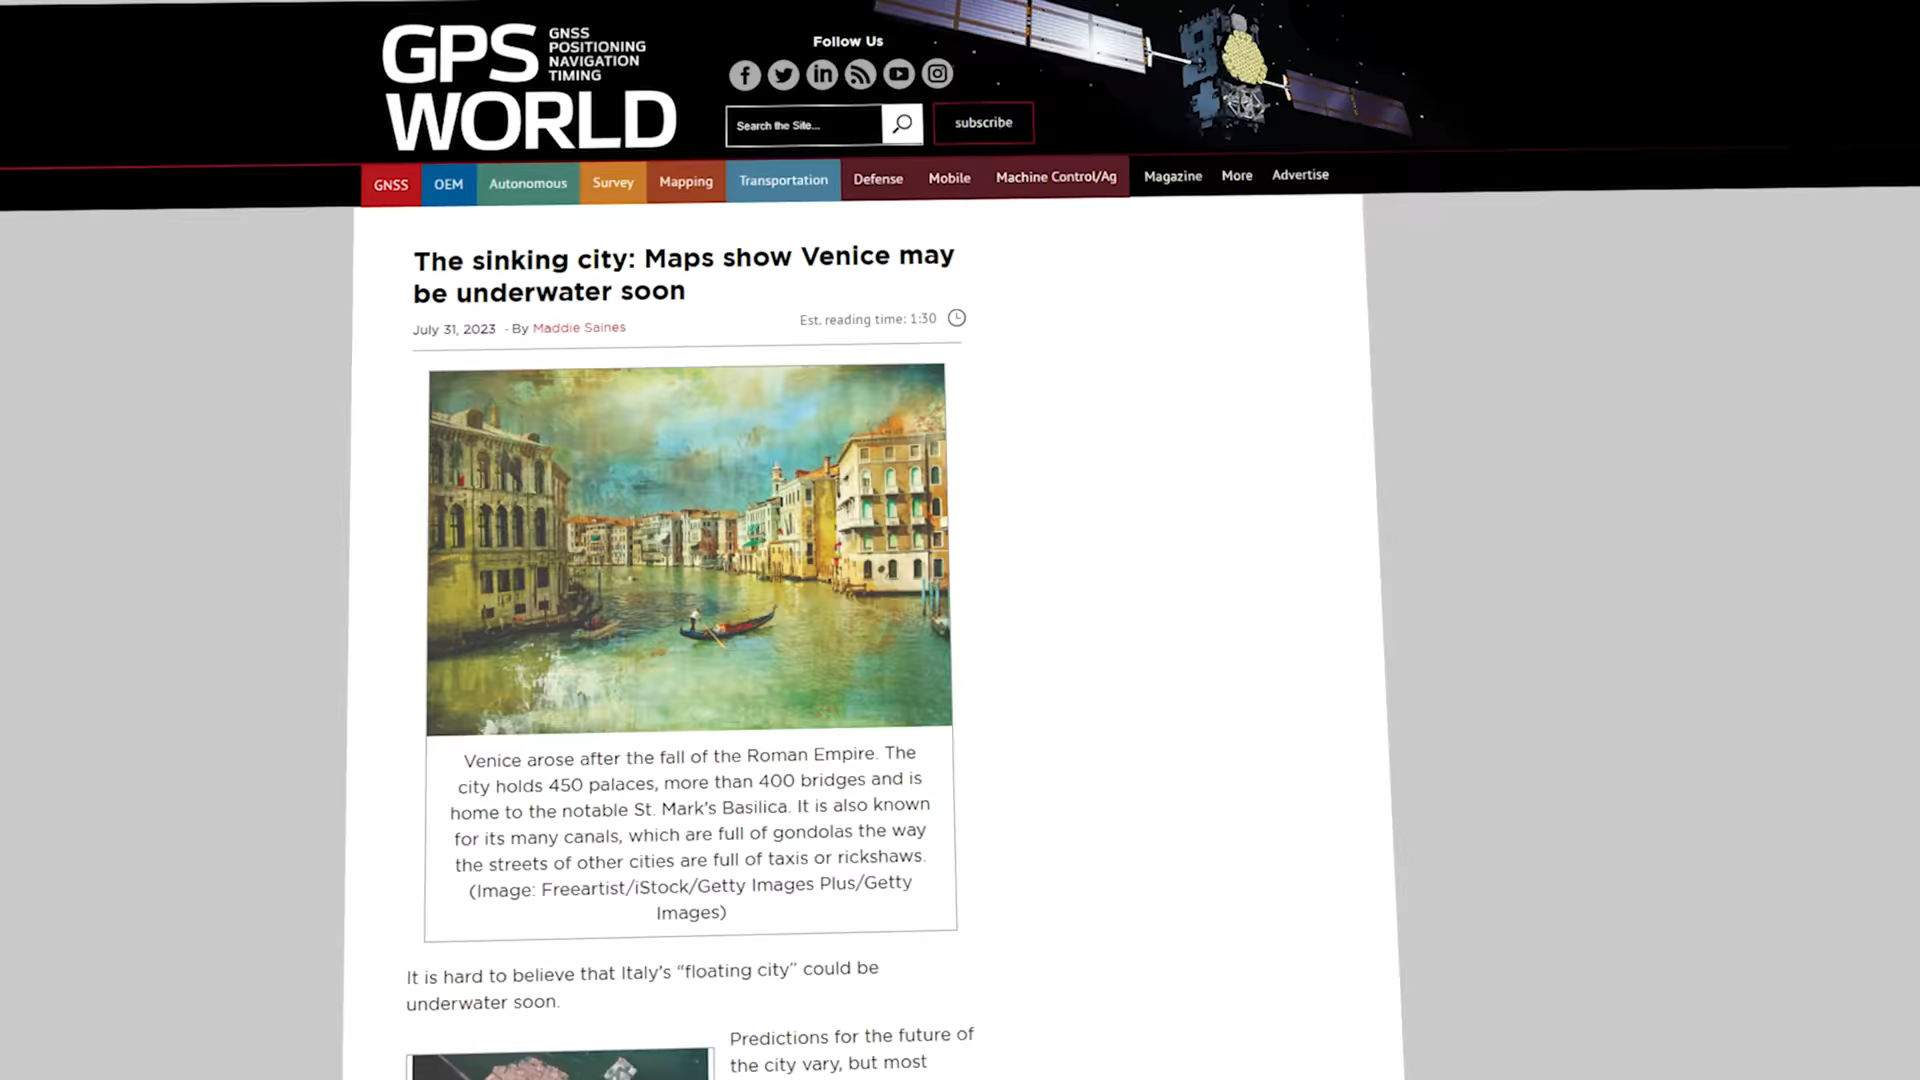 GPS
WORLD
GNSS
POSITIONING
NAVIGATION
TIMING
Follow Us
Search the Site...
subscribe
GNSS OEM Autonomous Survey Mapping Transportation Defense Mobile Machine Control/Ag Magazine More Advertise
The sinking city: Maps show Venice may
be underwater soon
July 31, 2023 - By Maddie Saines
Est. reading time: 1:30
Venice arose after the fall of the Roman Empire. The
city holds 450 palaces, more than 400 bridges and is
home to the notable St. Mark's Basilica. It is also known
for its many canals, which are full of gondolas the way
the streets of other cities are full of taxis or rickshaws.
(Image: Freeartist/iStock/Getty Images Plus/Getty
Images)
It is hard to believe that Italy's “floating city” could be
underwater soon.
Predictions for the future of
the city vary, but most